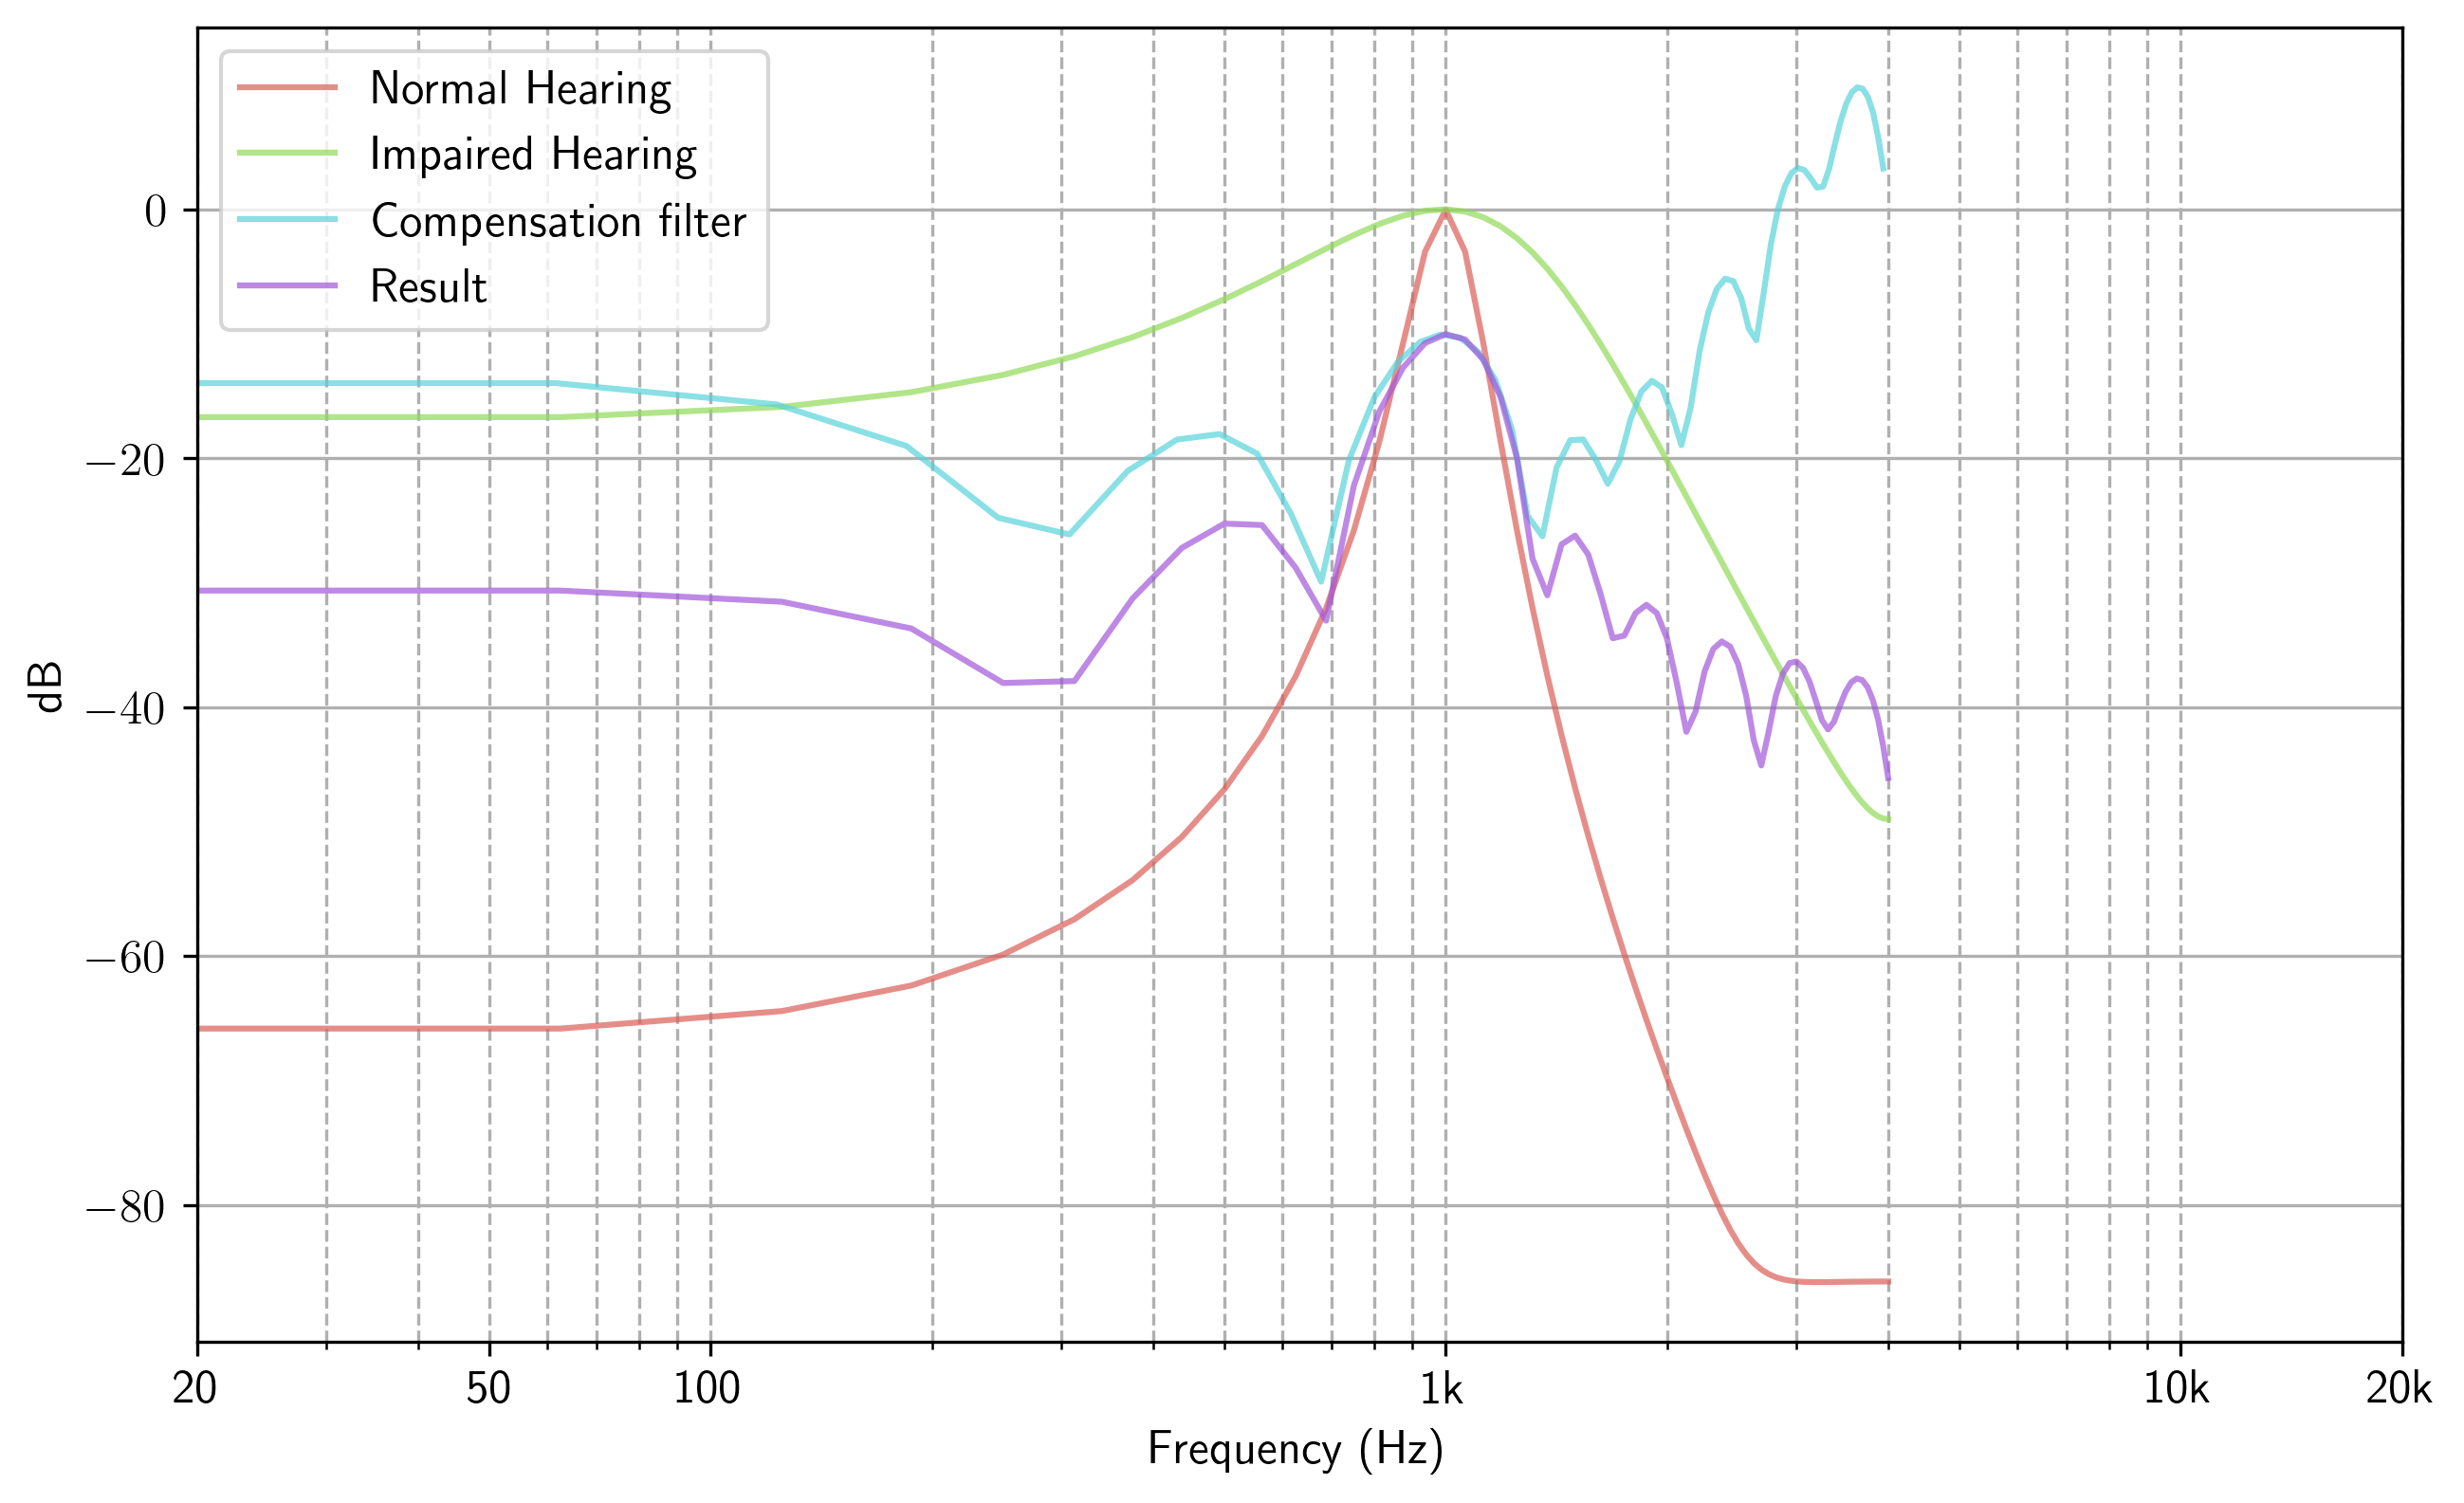 Normal Hearing
Impaired Hearing
Compensation filter
Result
0
−20
−40
−60
−80
dB
20 50 100 1k 10k 20k
Frequency (Hz)